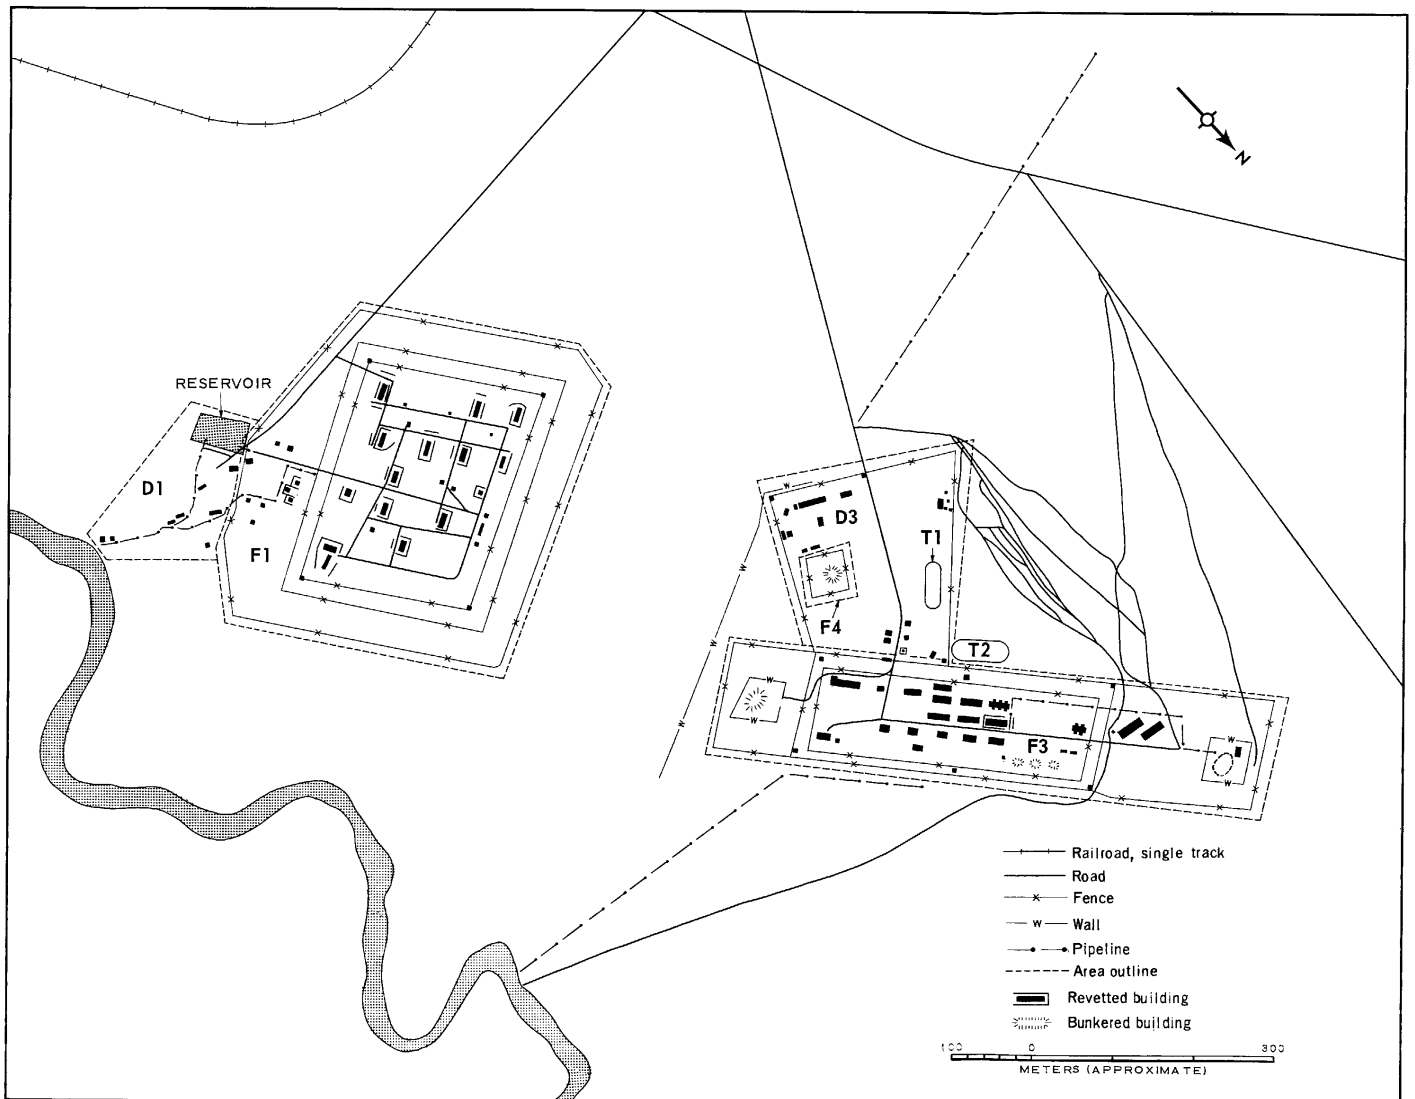 N
RESERVOIR
D1
F1
D3
T1
F4
T2
F3
W
W
W
W
W
W
W
W
Railroad, single track
Road
Fence
W Wall
Pipeline
Area outline
Revetted building
Bunkered building
100 0 300
METERS (APPROXIMATE)